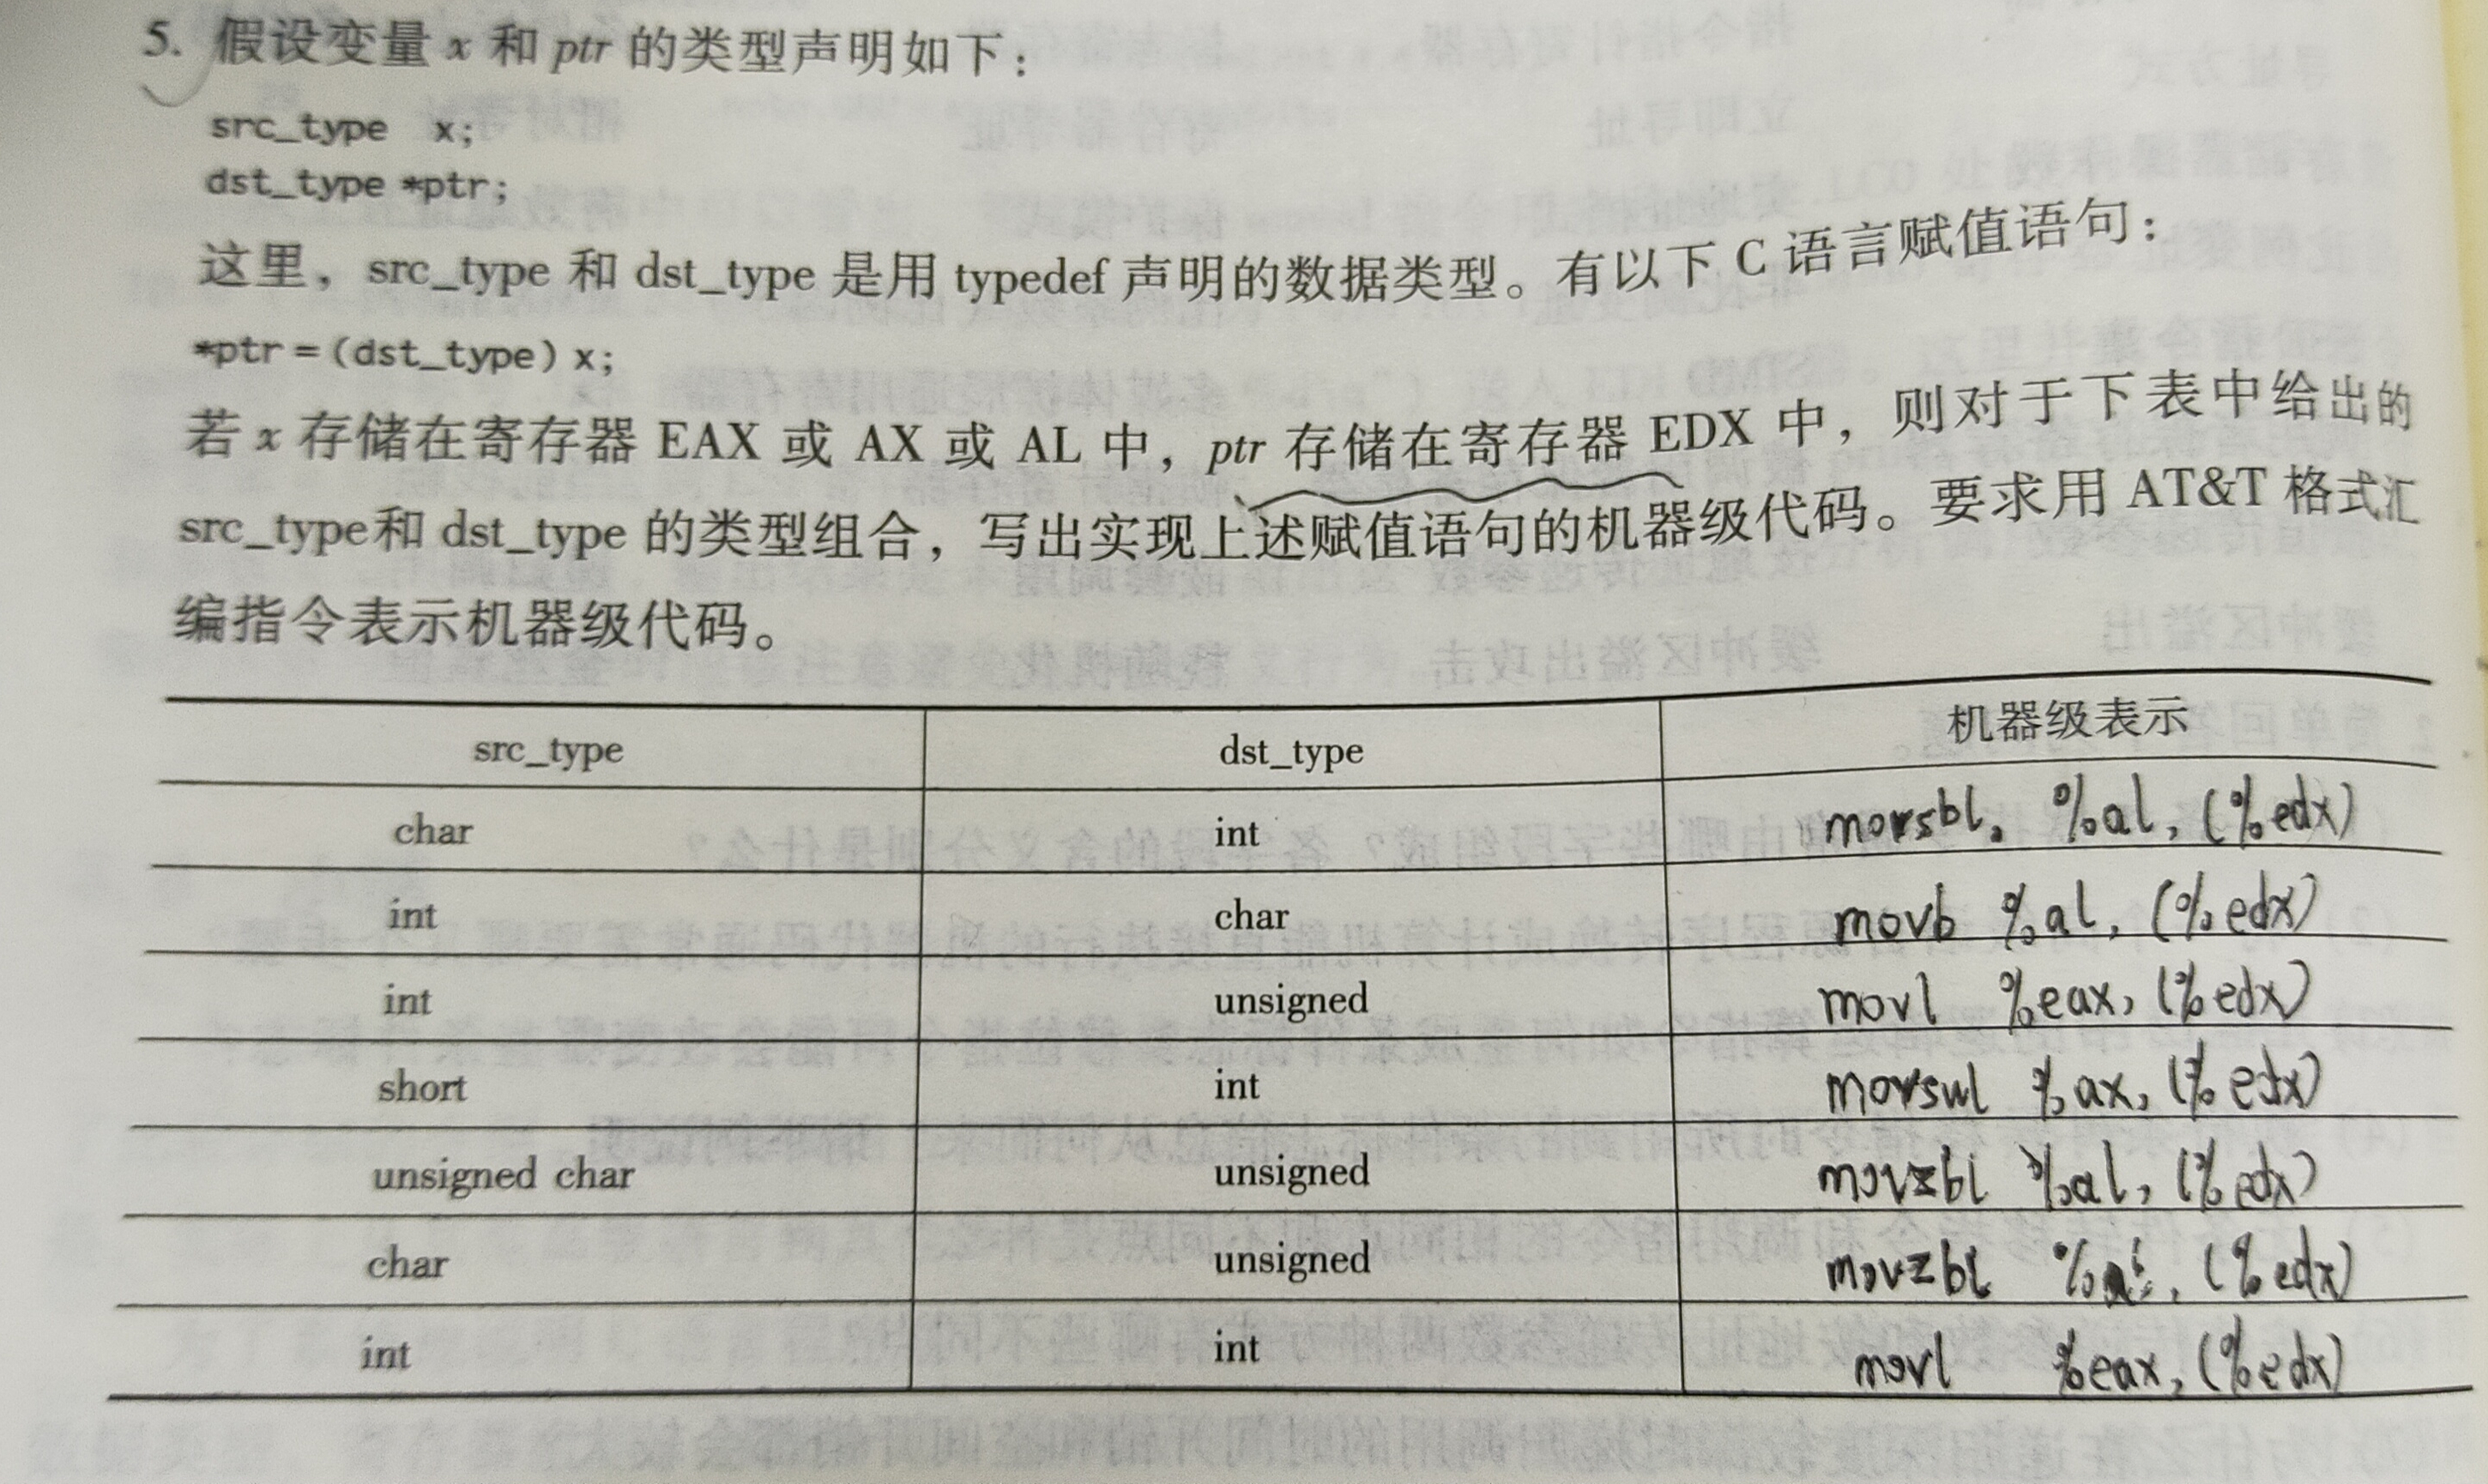 5. 假设变量 x 和 ptr 的类型声明如下：
src_type x;
dst_type *ptr;
这里，src_type 和 dst_type 是用 typedef 声明的数据类型。有以下 C 语言赋值语句：
*ptr = (dst_type) x;
若 x 存储在寄存器 EAX 或 AX 或 AL 中，ptr 存储在寄存器 EDX 中，则对于下表中给出的
src_type和 dst_type 的类型组合，写出实现上述赋值语句的机器级代码。要求用 AT&T 格式汇
编指令表示机器级代码。
src_type dst_type 机器级表示
char int movsbl, %al, (%edx)
int char movb %al, (%edx)
int unsigned movl %eax, (%edx)
short int movswl %ax, (%edx)
unsigned char unsigned movzbl %al, (%edx)
char unsigned movzbl %al, (%edx)
int int movl %eax, (%edx)